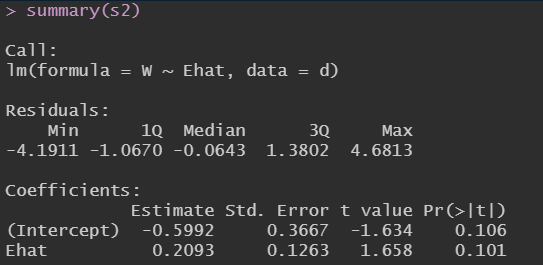 > summary(s2)
Call:
lm(formula = W ~ Ehat, data = d)
Residuals:
    Min      1Q  Median      3Q     Max
-4.1911 -1.0670 -0.0643  1.3802  4.6813
Coefficients:
            Estimate Std. Error t value Pr(>|t|)
(Intercept)  -0.5992     0.3667  -1.634    0.106
Ehat          0.2093     0.1263   1.658    0.101